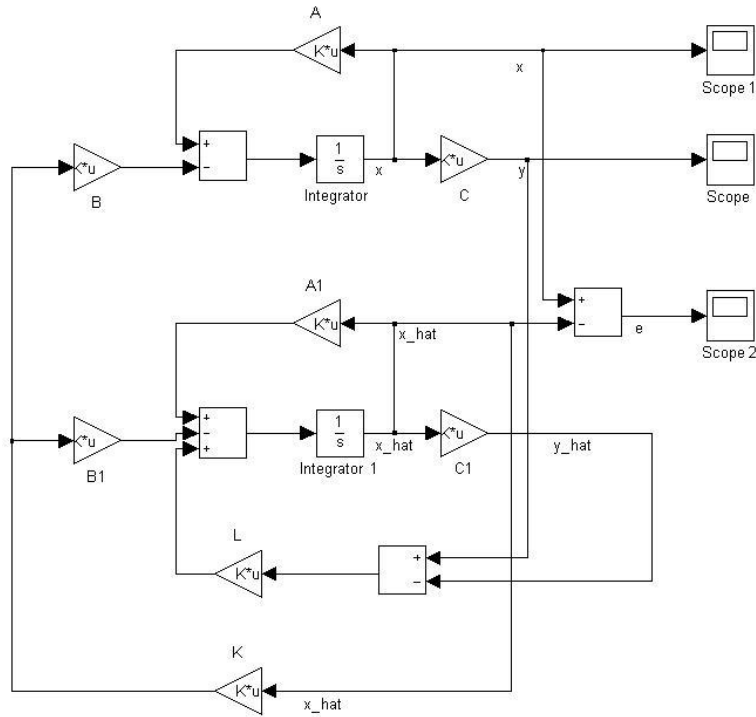 A
K*u
x
Scope 1
+
−
1
s
Integrator
x
<*u
B
<*u
C
y
Scope
A1
K*u
x_hat
+
−
e
Scope 2
<*u
B1
+
−
+
1
s
Integrator 1
x_hat
<*u
C1
y_hat
L
K*u
+
−
K
K*u
x_hat